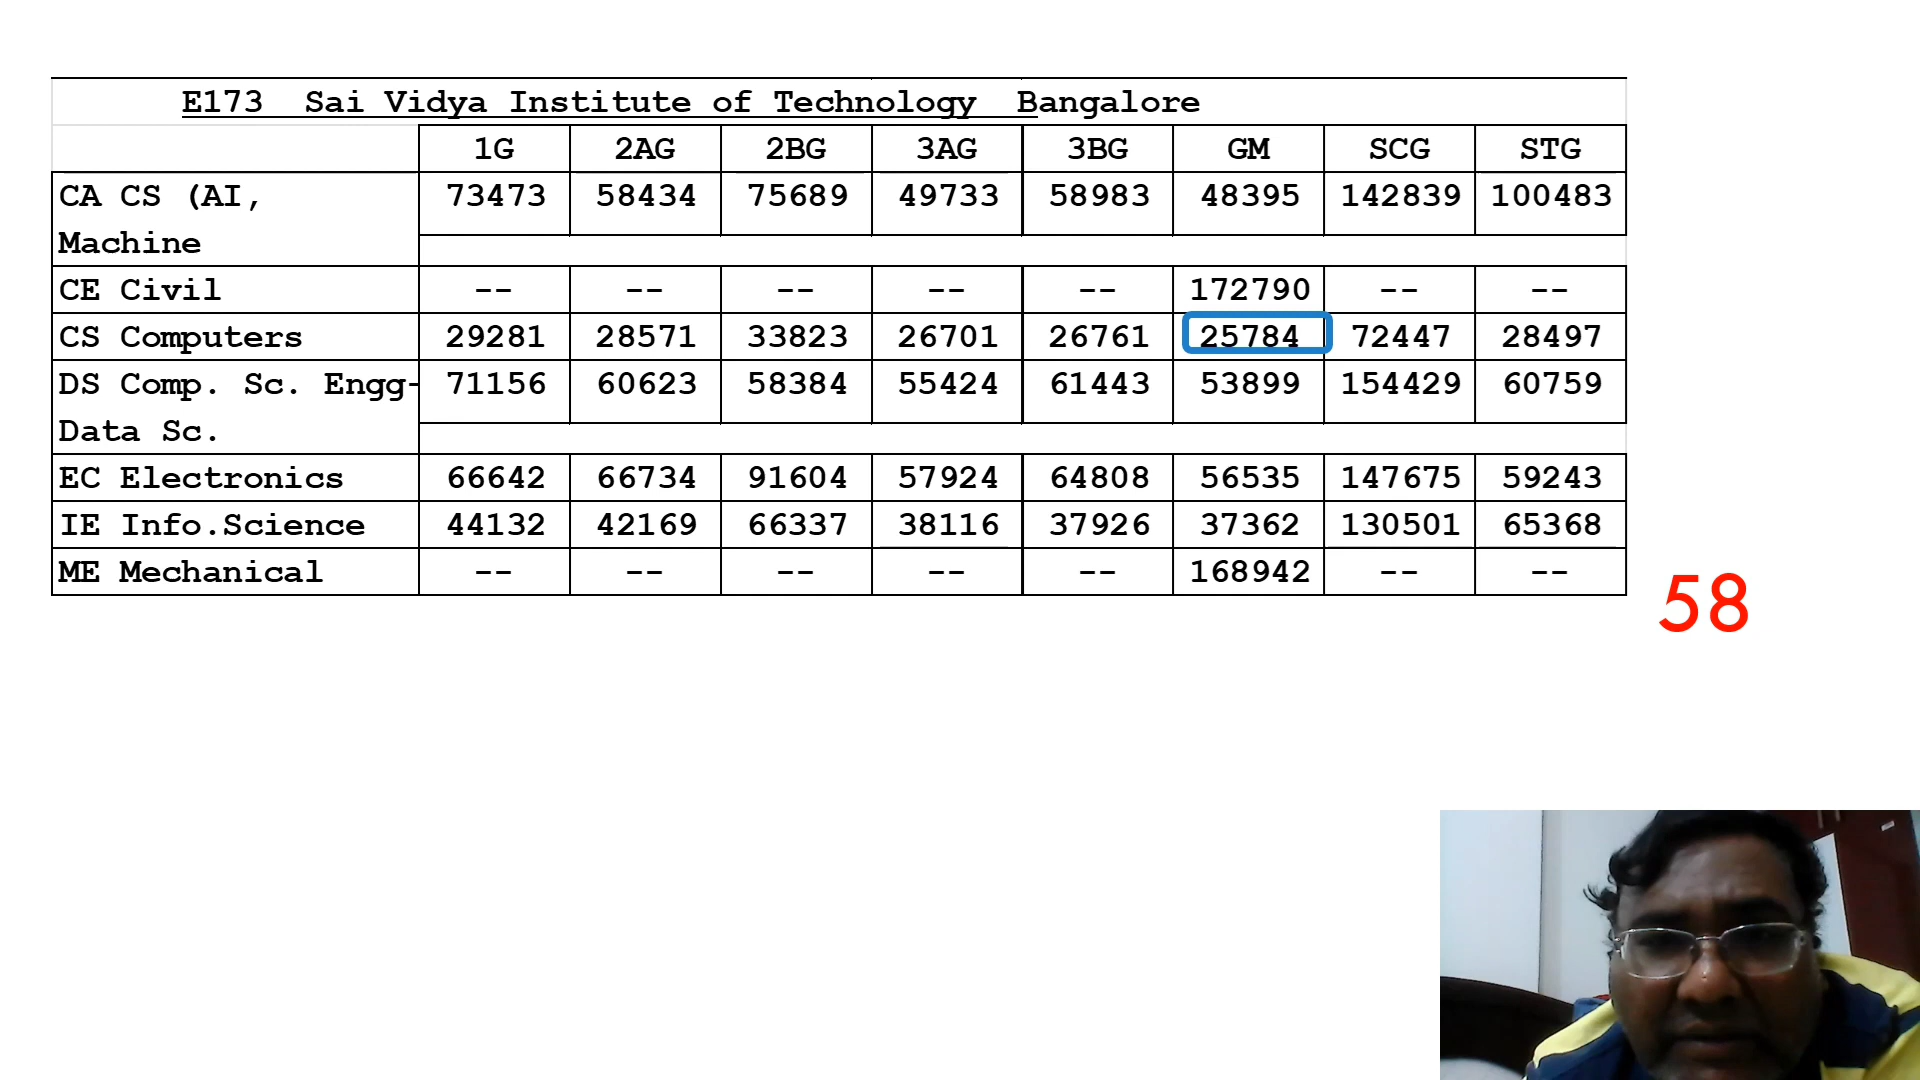 E173 Sai Vidya Institute of Technology Bangalore
1G 2AG 2BG 3AG 3BG GM SCG STG
CA CS (AI, 73473 58434 75689 49733 58983 48395 142839 100483
Machine
CE Civil -- -- -- -- -- 172790 -- --
CS Computers 29281 28571 33823 26701 26761 25784 72447 28497
DS Comp. Sc. Engg- 71156 60623 58384 55424 61443 53899 154429 60759
Data Sc.
EC Electronics 66642 66734 91604 57924 64808 56535 147675 59243
IE Info.Science 44132 42169 66337 38116 37926 37362 130501 65368
ME Mechanical -- -- -- -- -- 168942 -- --
58